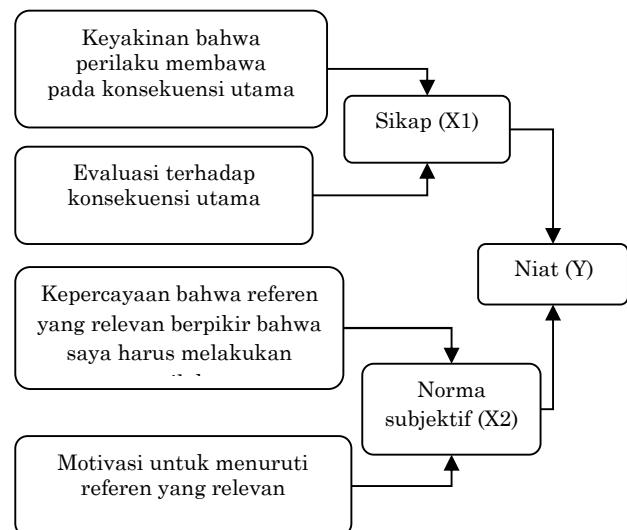 Keyakinan bahwa
perilaku membawa
pada konsekuensi utama
Sikap (X1)
Evaluasi terhadap
konsekuensi utama
Niat (Y)
Kepercayaan bahwa referen
yang relevan berpikir bahwa
saya harus melakukan
Norma
subjektif (X2)
Motivasi untuk menuruti
referen yang relevan